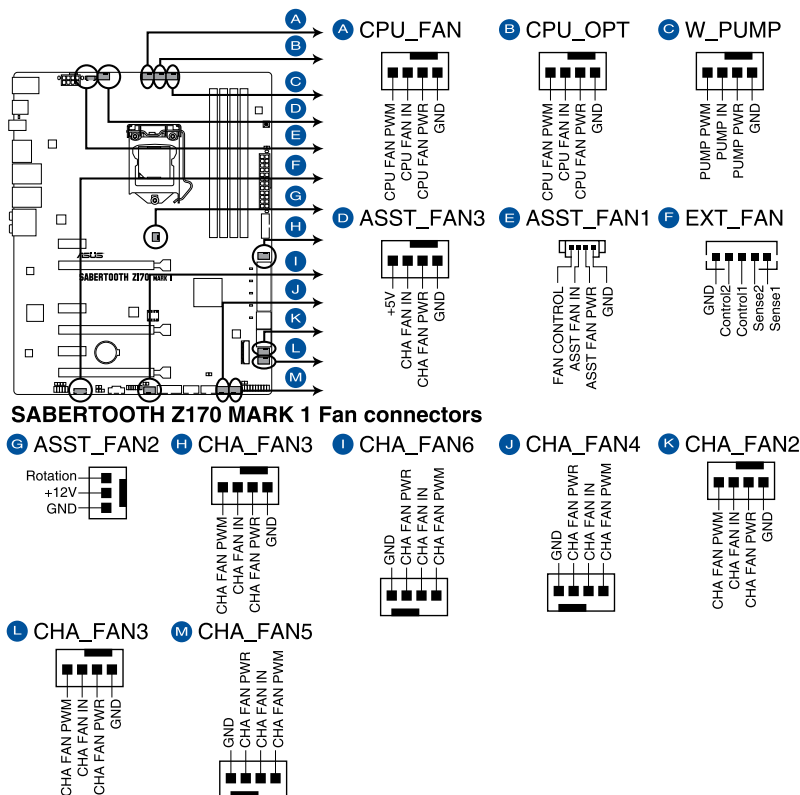 A
B
C
D
E
F
G
H
I
J
K
L
M
ASUS
SABERTOOTH Z170 MARK 1
A CPU_FAN
CPU FAN PWM
CPU FAN IN
CPU FAN PWR
GND
B CPU_OPT
CPU FAN PWM
CPU FAN IN
CPU FAN PWR
GND
C W_PUMP
PUMP PWM
PUMP IN
PUMP PWR
GND
D ASST_FAN3
+5V
CHA FAN IN
CHA FAN PWR
GND
E ASST_FAN1
FAN CONTROL
ASST FAN IN
ASST FAN PWR
GND
F EXT_FAN
GND
Control2
Control1
Sense2
Sense1
SABERTOOTH Z170 MARK 1 Fan connectors
G ASST_FAN2
Rotation
+12V
GND
H CHA_FAN3
CHA FAN PWM
CHA FAN IN
CHA FAN PWR
GND
I CHA_FAN6
GND
CHA FAN PWR
CHA FAN IN
CHA FAN PWM
J CHA_FAN4
GND
CHA FAN PWR
CHA FAN IN
CHA FAN PWM
K CHA_FAN2
CHA FAN PWM
CHA FAN IN
CHA FAN PWR
GND
L CHA_FAN3
CHA FAN PWM
CHA FAN IN
CHA FAN PWR
GND
M CHA_FAN5
GND
CHA FAN PWR
CHA FAN IN
CHA FAN PWM